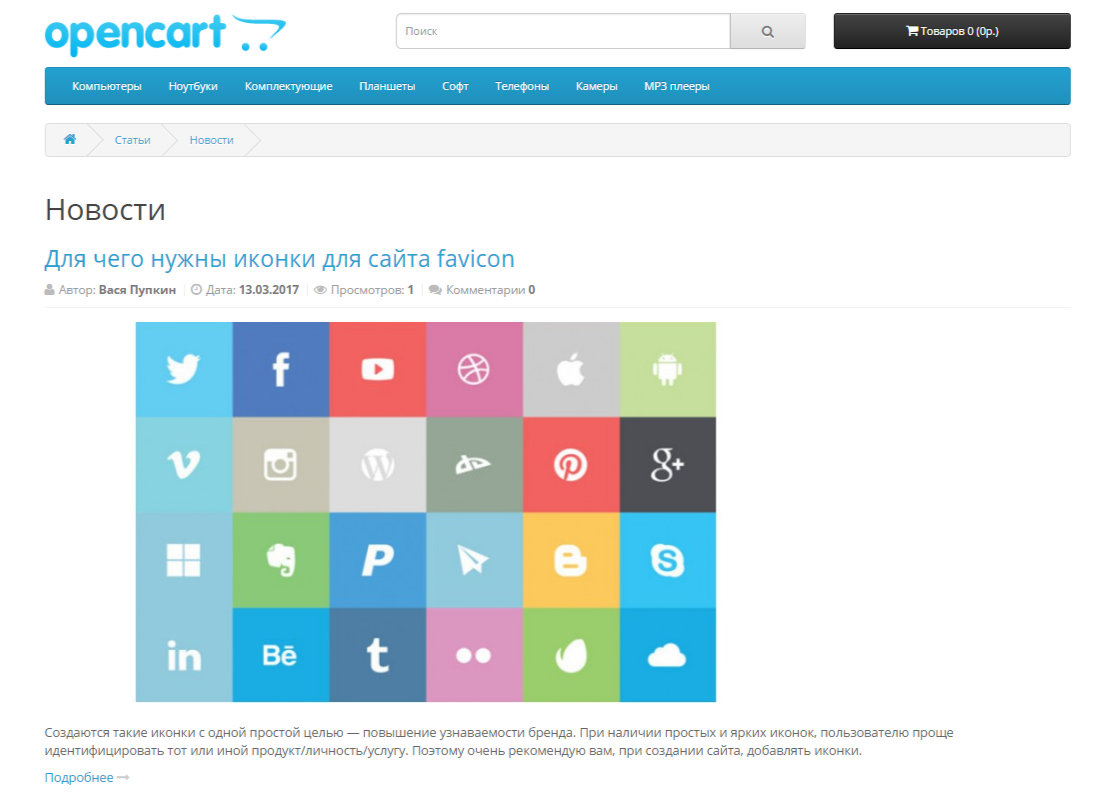 opencart
Поиск
Товаров 0 (0р.)
Компьютеры Ноутбуки Комплектующие Планшеты Софт Телефоны Камеры MP3 плееры
Статьи Новости
Новости
Для чего нужны иконки для сайта favicon
Автор: Вася Пупкин Дата: 13.03.2017 Просмотров: 1 Комментарии 0
Создаются такие иконки с одной простой целью — повышение узнаваемости бренда. При наличии простых и ярких иконок, пользователю проще
идентифицировать тот или иной продукт/личность/услугу. Поэтому очень рекомендую вам, при создании сайта, добавлять иконки.
Подробнее